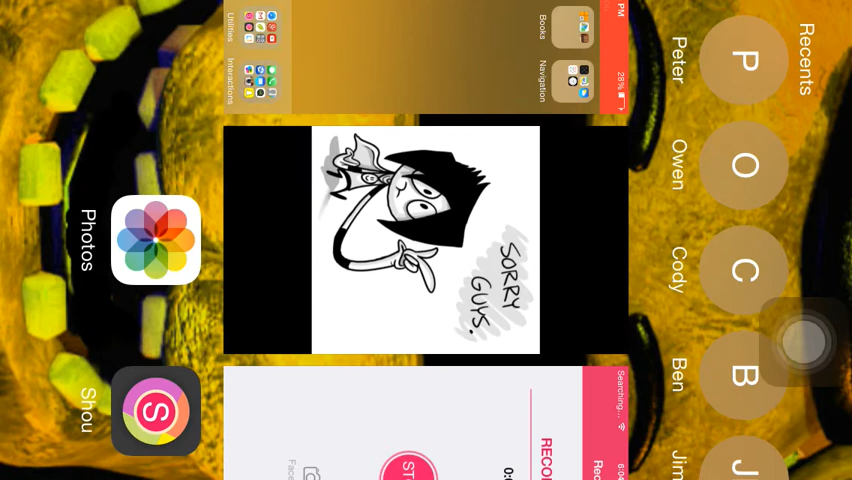 Recents
Peter
Owen
Cody
Ben
Jim
P
O
C
B
J
PM
28%
Books
Navigation
Utilities
Interactions
SORRY
GUYS.
Searching...
6:04
RECO
Photos
Shou
S